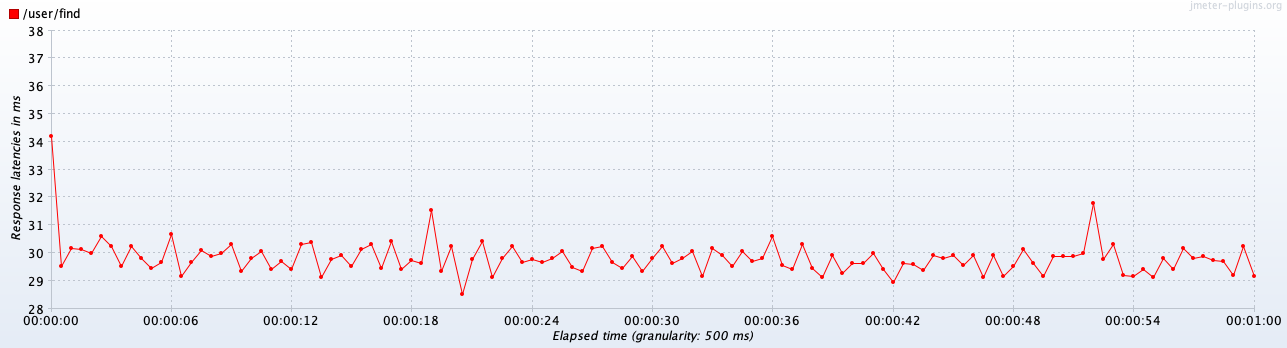 /user/find
jmeter-plugins.org
38
37
36
35
34
33
32
31
30
29
28
Response latencies in ms
00:00:00 00:00:06 00:00:12 00:00:18 00:00:24 00:00:30 00:00:36 00:00:42 00:00:48 00:00:54 00:01:00
Elapsed time (granularity: 500 ms)